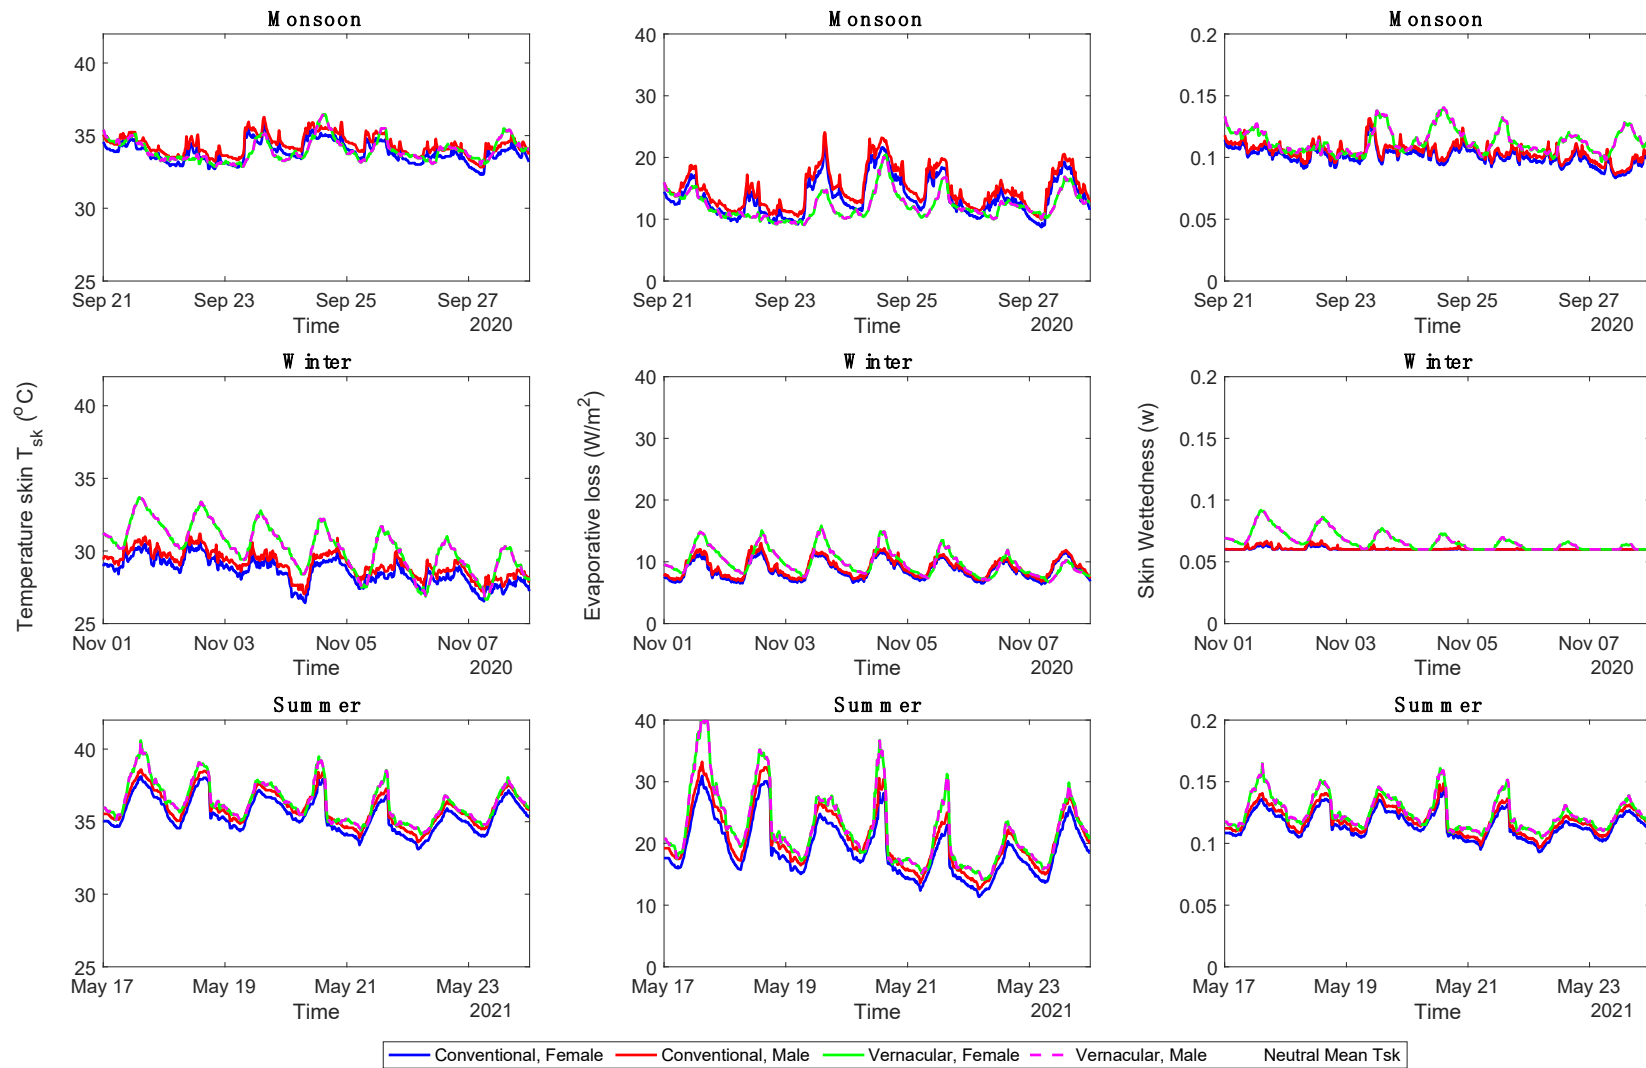 Monsoon
Monsoon
Monsoon
40
35
30
25
Sep 21
Sep 23
Sep 25
Sep 27
Time
2020
40
30
20
10
0
Sep 21
Sep 23
Sep 25
Sep 27
Time
2020
0.2
0.15
0.1
0.05
0
Sep 21
Sep 23
Sep 25
Sep 27
Time
2020
Winter
Winter
Winter
Temperature skin T_sk (°C)
40
35
30
25
Nov 01
Nov 03
Nov 05
Nov 07
Time
2020
Evaporative loss (W/m²)
40
30
20
10
0
Nov 01
Nov 03
Nov 05
Nov 07
Time
2020
Skin Wettedness (w)
0.2
0.15
0.1
0.05
0
Nov 01
Nov 03
Nov 05
Nov 07
Time
2020
Summer
Summer
Summer
40
35
30
25
May 17
May 19
May 21
May 23
Time
2021
40
30
20
10
0
May 17
May 19
May 21
May 23
Time
2021
0.2
0.15
0.1
0.05
0
May 17
May 19
May 21
May 23
Time
2021
Conventional, Female Conventional, Male Vernacular, Female Vernacular, Male Neutral Mean Tsk